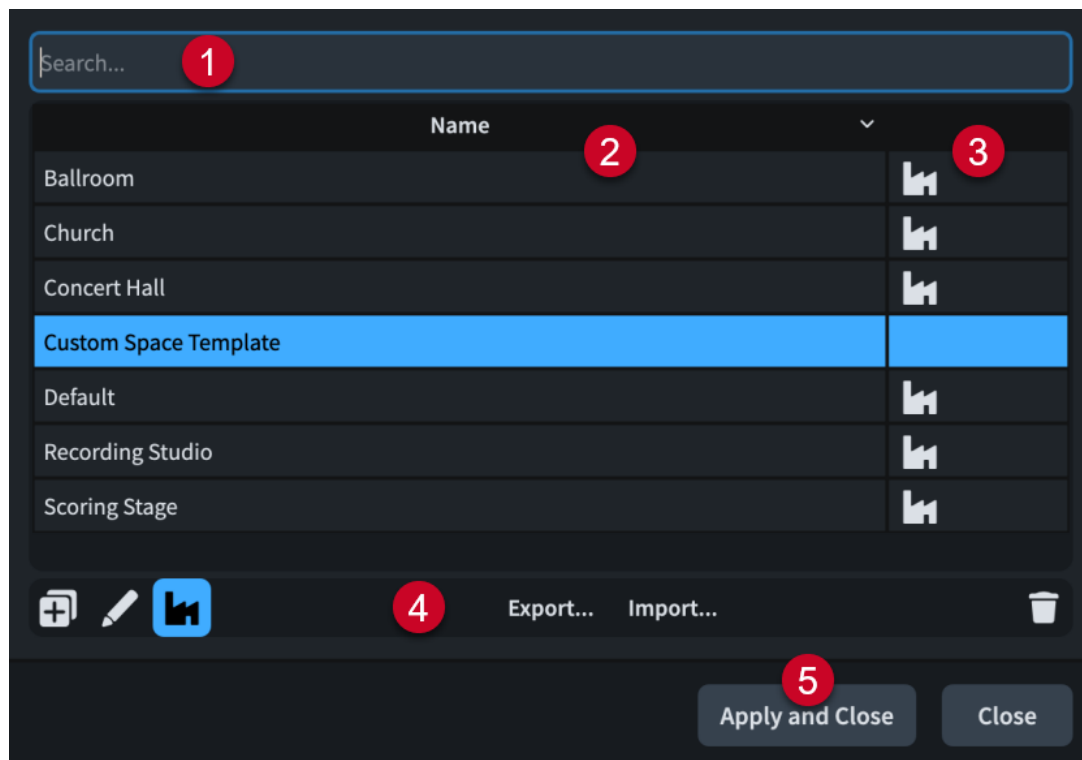 Search... 1
Name 2 3
Ballroom
Church
Concert Hall
Custom Space Template
Default
Recording Studio
Scoring Stage
4 Export... Import...
5
Apply and Close Close